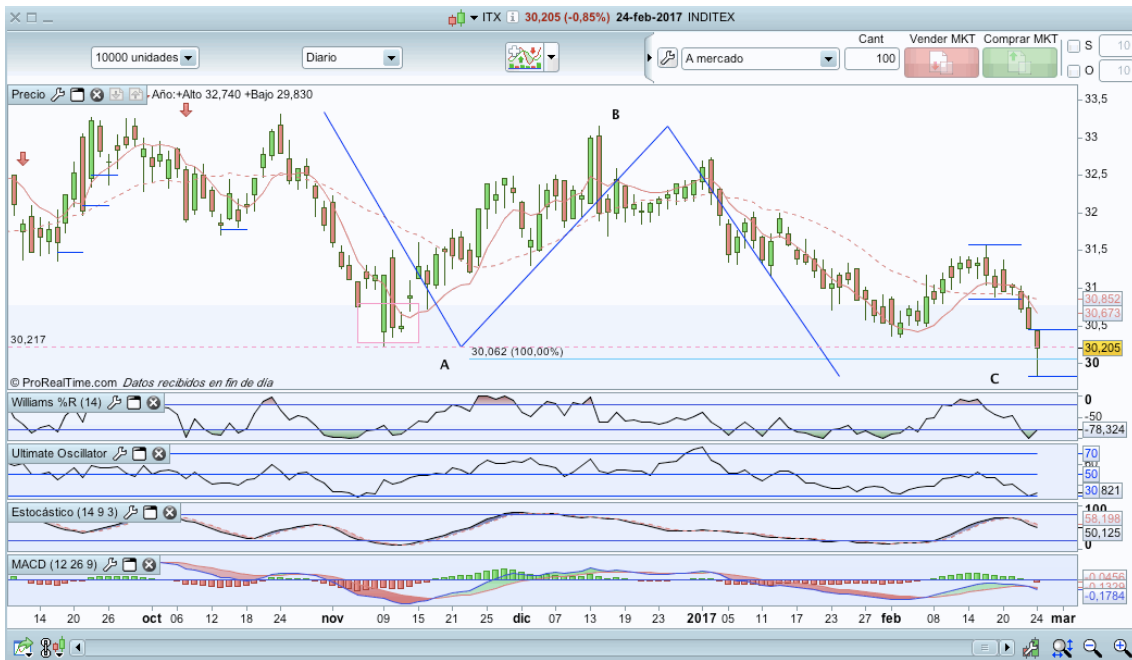 ITX 30,205 (-0,85%) 24-feb-2017 INDITEX
10000 unidades
Diario
A mercado
Cant
100
Vender MKT
Comprar MKT
S
10
O
10
Precio
Año:+Alto 32,740 +Bajo 29,830
33,5
33
32,5
32
31,5
31
30,852
30,673
30,5
30,205
30
B
A
C
30,217
30,062 (100,00%)
© ProRealTime.com Datos recibidos en fin de día
Williams %R (14)
0
-50
-78,324
Ultimate Oscillator
70
50
30
821
Estocástico (14 9 3)
100
58,198
50,125
0
MACD (12 26 9)
-0,0456
-0,1329
-0,1784
14 20 26 oct 06 12 18 24 nov 09 15 21 dic 07 13 19 23 2017 05 11 17 23 27 feb 08 14 20 24 mar